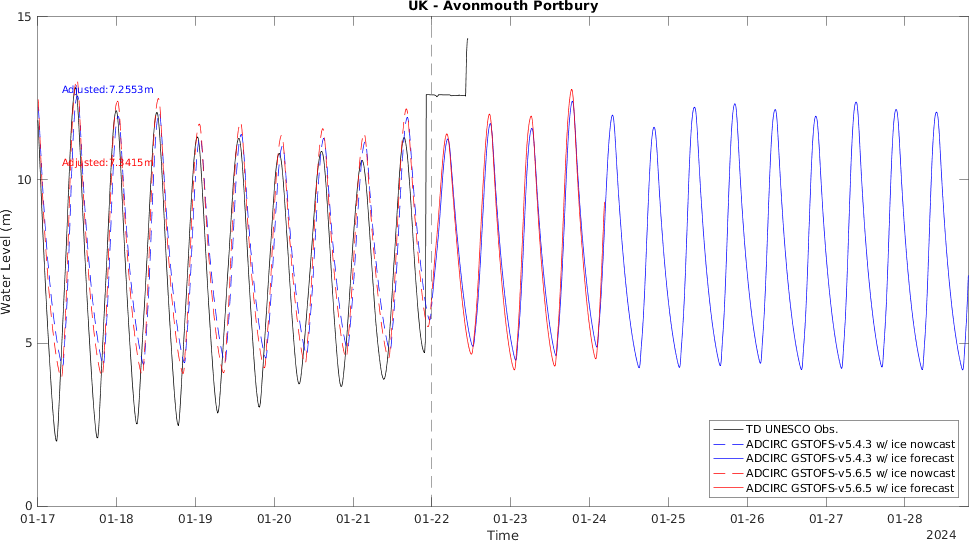 UK - Avonmouth Portbury
15
Adjusted:7.2553m
Adjusted:7.3415m
10
Water Level (m)
5
0
TD UNESCO Obs.
ADCIRC GSTOFS-v5.4.3 w/ ice nowcast
ADCIRC GSTOFS-v5.4.3 w/ ice forecast
ADCIRC GSTOFS-v5.6.5 w/ ice nowcast
ADCIRC GSTOFS-v5.6.5 w/ ice forecast
01-17 01-18 01-19 01-20 01-21 01-22 01-23 01-24 01-25 01-26 01-27 01-28
Time
2024